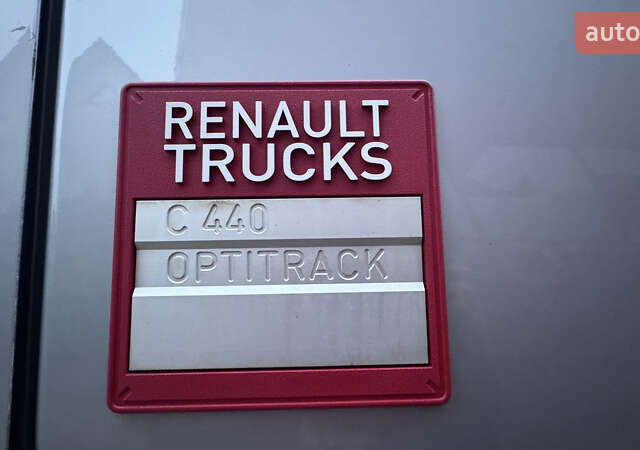 auto
RENAULT
TRUCKS
C 440
OPTITRACK